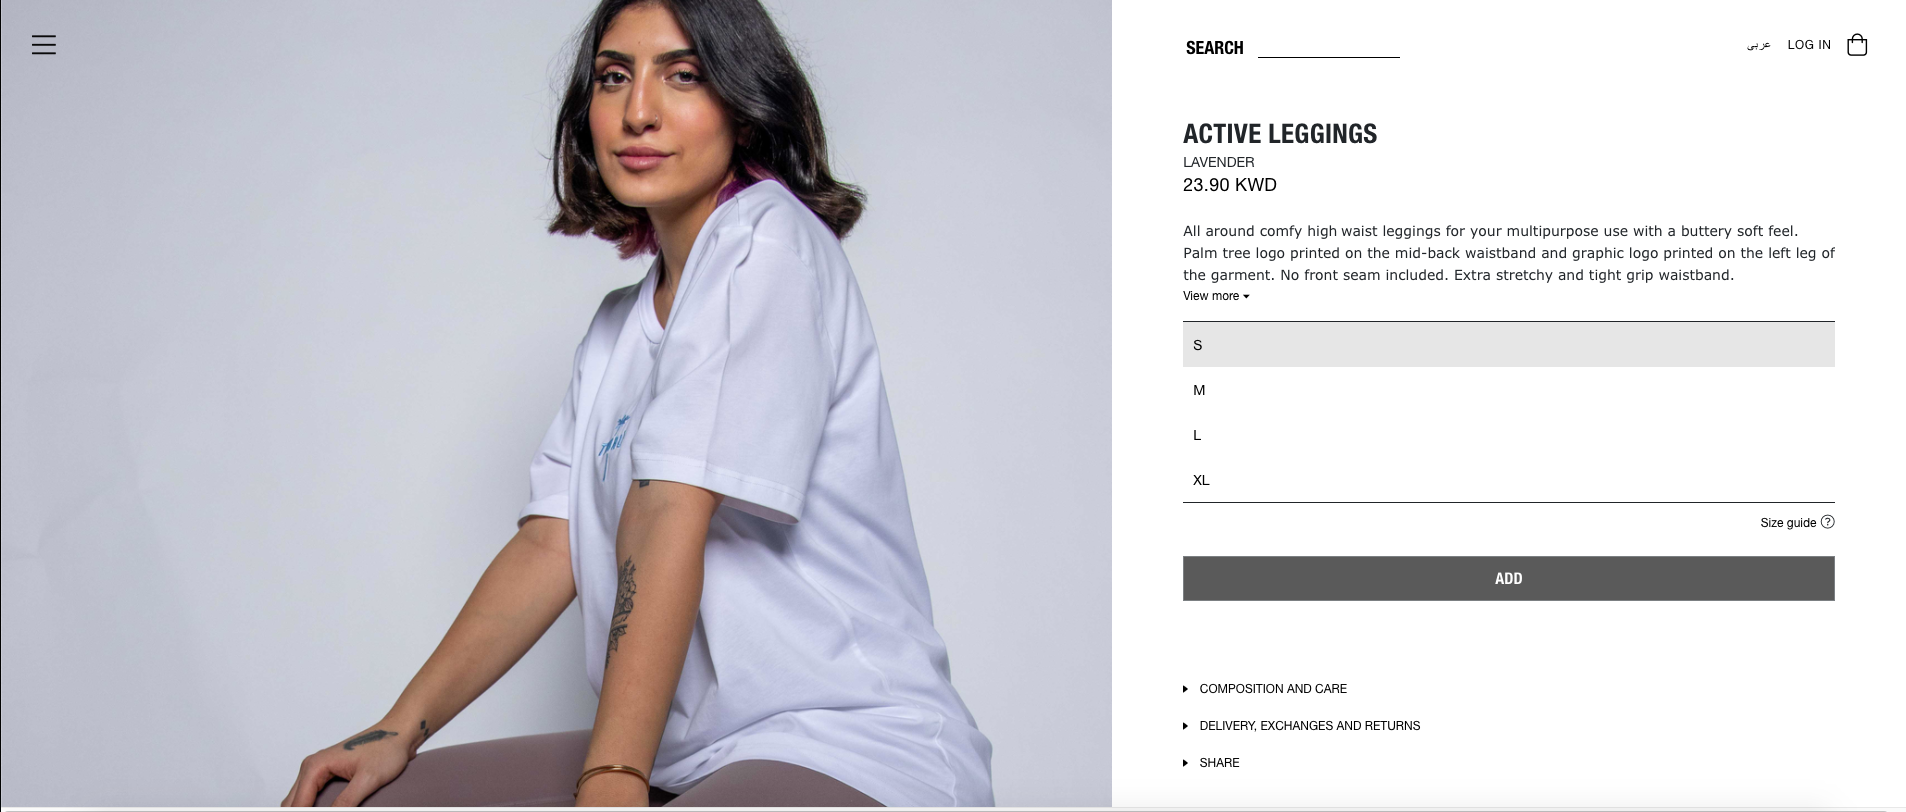 SEARCH
عربى
LOG IN
ACTIVE LEGGINGS
LAVENDER
23.90 KWD
All around comfy high waist leggings for your multipurpose use with a buttery soft feel.
Palm tree logo printed on the mid-back waistband and graphic logo printed on the left leg of
the garment. No front seam included. Extra stretchy and tight grip waistband.
View more
S
M
L
XL
Size guide ?
ADD
COMPOSITION AND CARE
DELIVERY, EXCHANGES AND RETURNS
SHARE